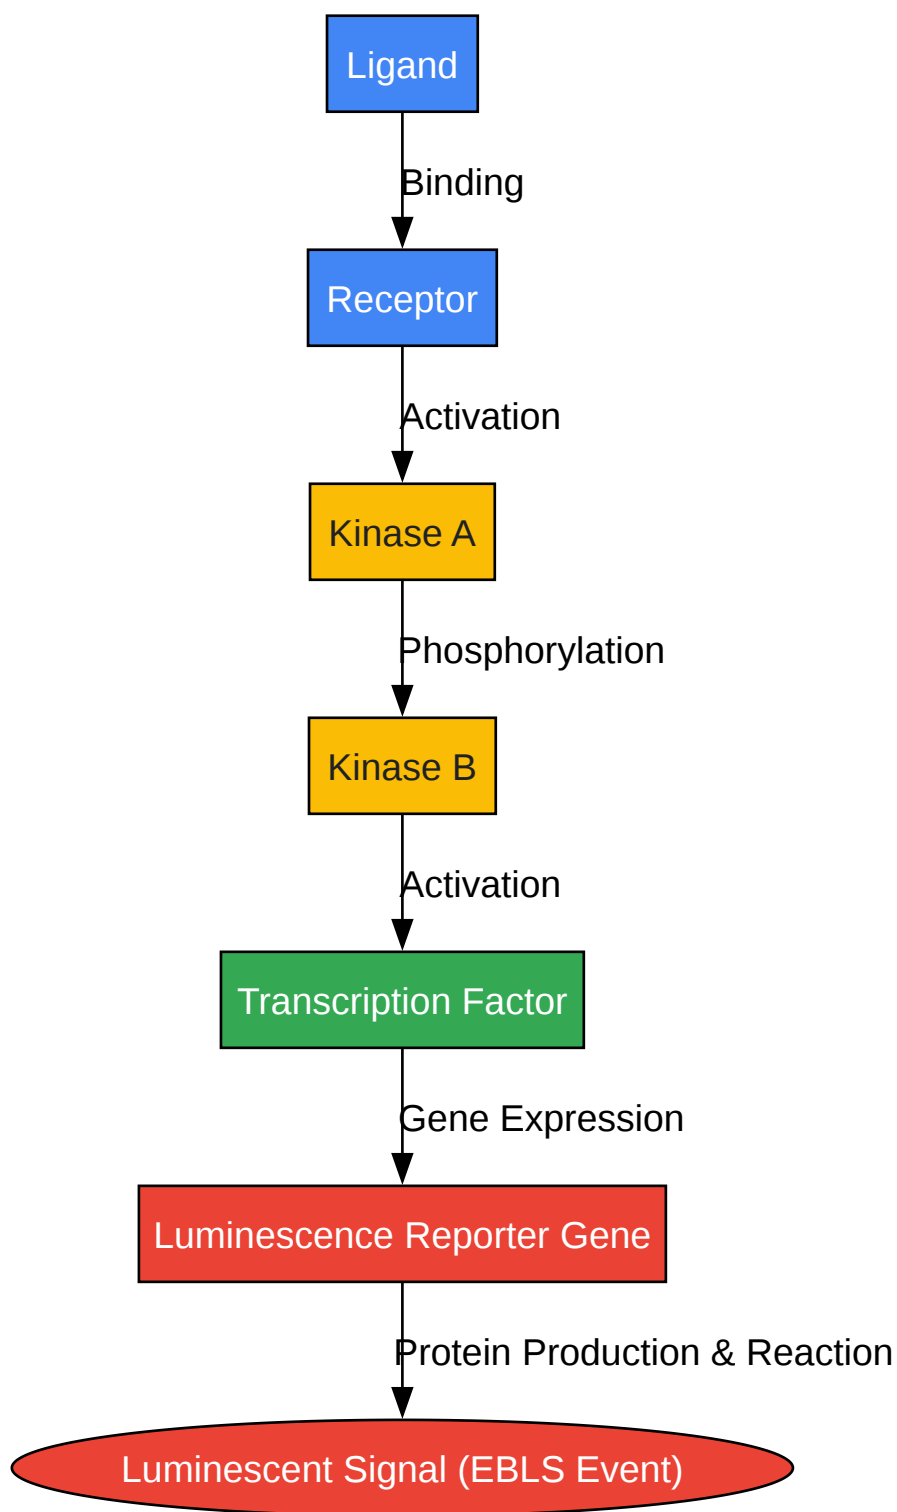 Ligand
Binding
Receptor
Activation
Kinase A
Phosphorylation
Kinase B
Activation
Transcription Factor
Gene Expression
Luminescence Reporter Gene
Protein Production & Reaction
Luminescent Signal (EBLS Event)